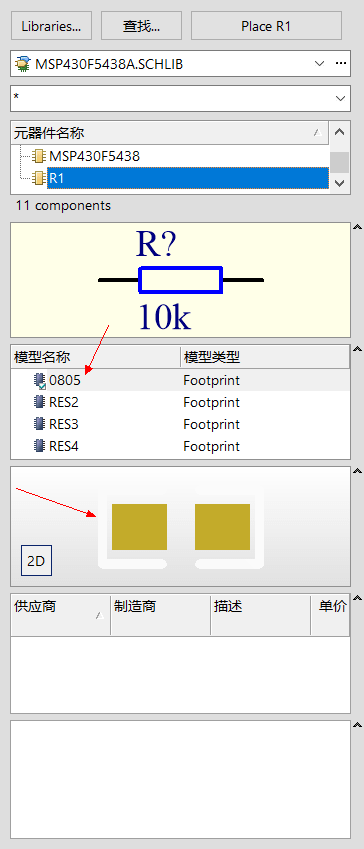 Libraries... 查找... Place R1
MSP430F5438A.SCHLIB ...
*
元器件名称
MSP430F5438
R1
11 components
R?
10k
模型名称 模型类型
0805 Footprint
RES2 Footprint
RES3 Footprint
RES4 Footprint
2D
供应商 制造商 描述 单价